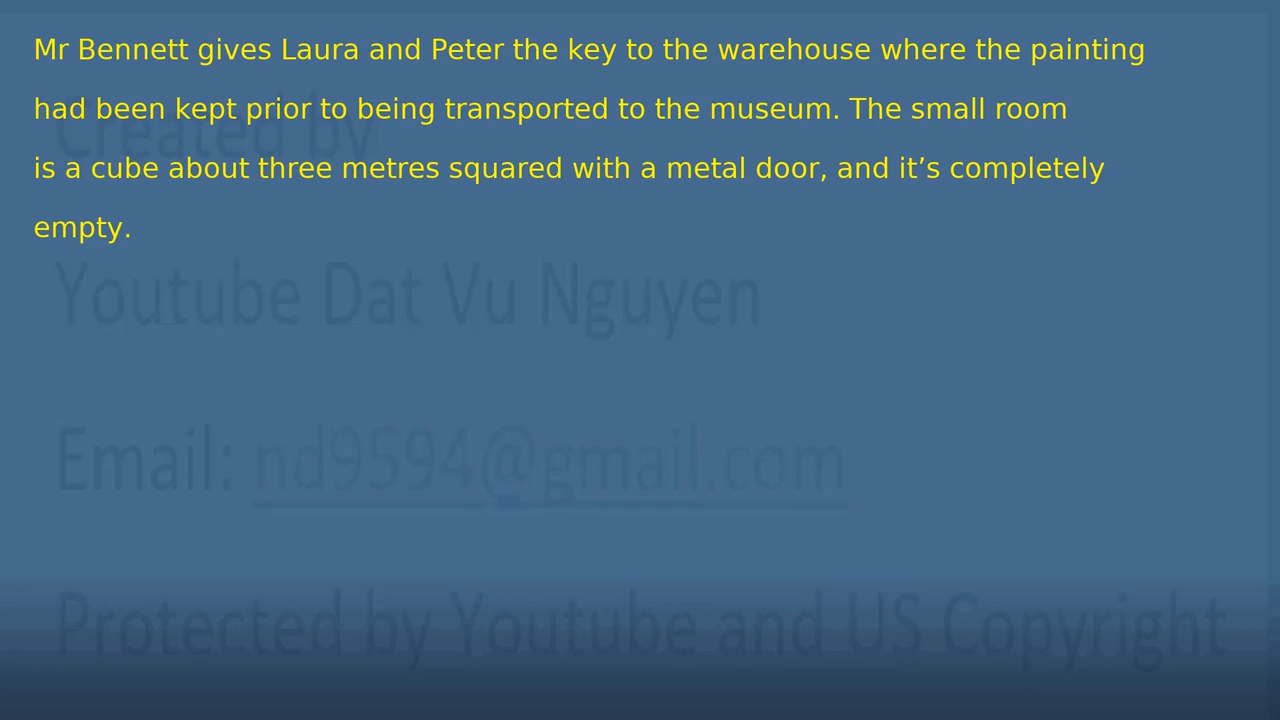 Mr Bennett gives Laura and Peter the key to the warehouse where the painting
had been kept prior to being transported to the museum. The small room
is a cube about three metres squared with a metal door, and it’s completely
empty.
Created by
Youtube Dat Vu Nguyen
Email: nd9594@gmail.com
Protected by Youtube and US Copyright